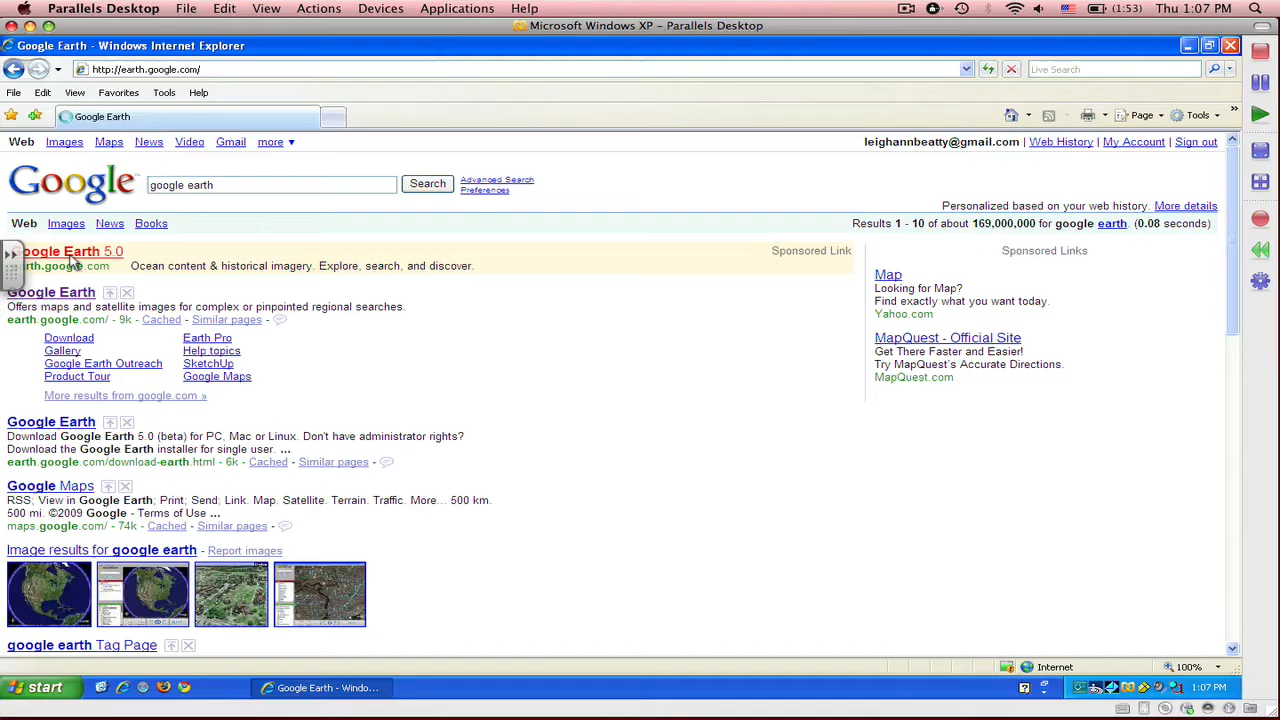 Parallels Desktop File Edit View Actions Devices Applications Help (1:53) Thu 1:07 PM
Microsoft Windows XP - Parallels Desktop
Google Earth - Windows Internet Explorer
http://earth.google.com/ Live Search
File Edit View Favorites Tools Help
Google Earth Page Tools
Web Images Maps News Video Gmail more leighannbeatty@gmail.com | Web History | My Account | Sign out
Google google earth Search Advanced Search
Preferences
Personalized based on your web history. More details
Web Images News Books Results 1 - 10 of about 169,000,000 for google earth. (0.08 seconds)
Google Earth 5.0 Sponsored Link
earth.google.com Ocean content & historical imagery. Explore, search, and discover.
Google Earth
Offers maps and satellite images for complex or pinpointed regional searches.
earth.google.com/ - 9k - Cached - Similar pages -
Download Earth Pro
Gallery Help topics
Google Earth Outreach SketchUp
Product Tour Google Maps
More results from google.com »
Google Earth
Download Google Earth 5.0 (beta) for PC, Mac or Linux. Don't have administrator rights?
Download the Google Earth installer for single user. ...
earth.google.com/download-earth.html - 6k - Cached - Similar pages -
Google Maps
RSS; View in Google Earth; Print; Send; Link. Map. Satellite. Terrain. Traffic. More... 500 km.
500 mi. ©2009 Google - Terms of Use ...
maps.google.com/ - 74k - Cached - Similar pages -
Image results for google earth - Report images
google earth Tag Page
Sponsored Links
Map
Looking for Map?
Find exactly what you want today.
Yahoo.com
MapQuest - Official Site
Get There Faster and Easier!
Try MapQuest's Accurate Directions.
MapQuest.com
Internet 100%
start Google Earth - Windo... 1:07 PM